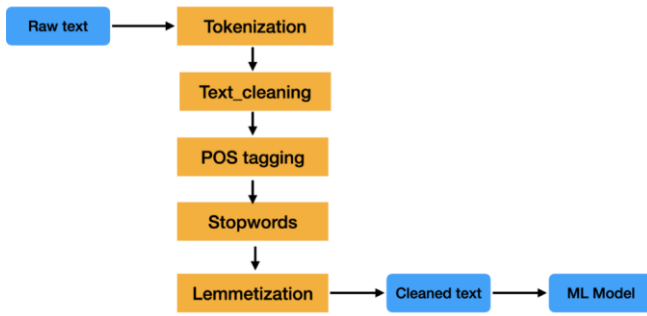 Raw text
Tokenization
Text_cleaning
POS tagging
Stopwords
Lemmetization
Cleaned text
ML Model